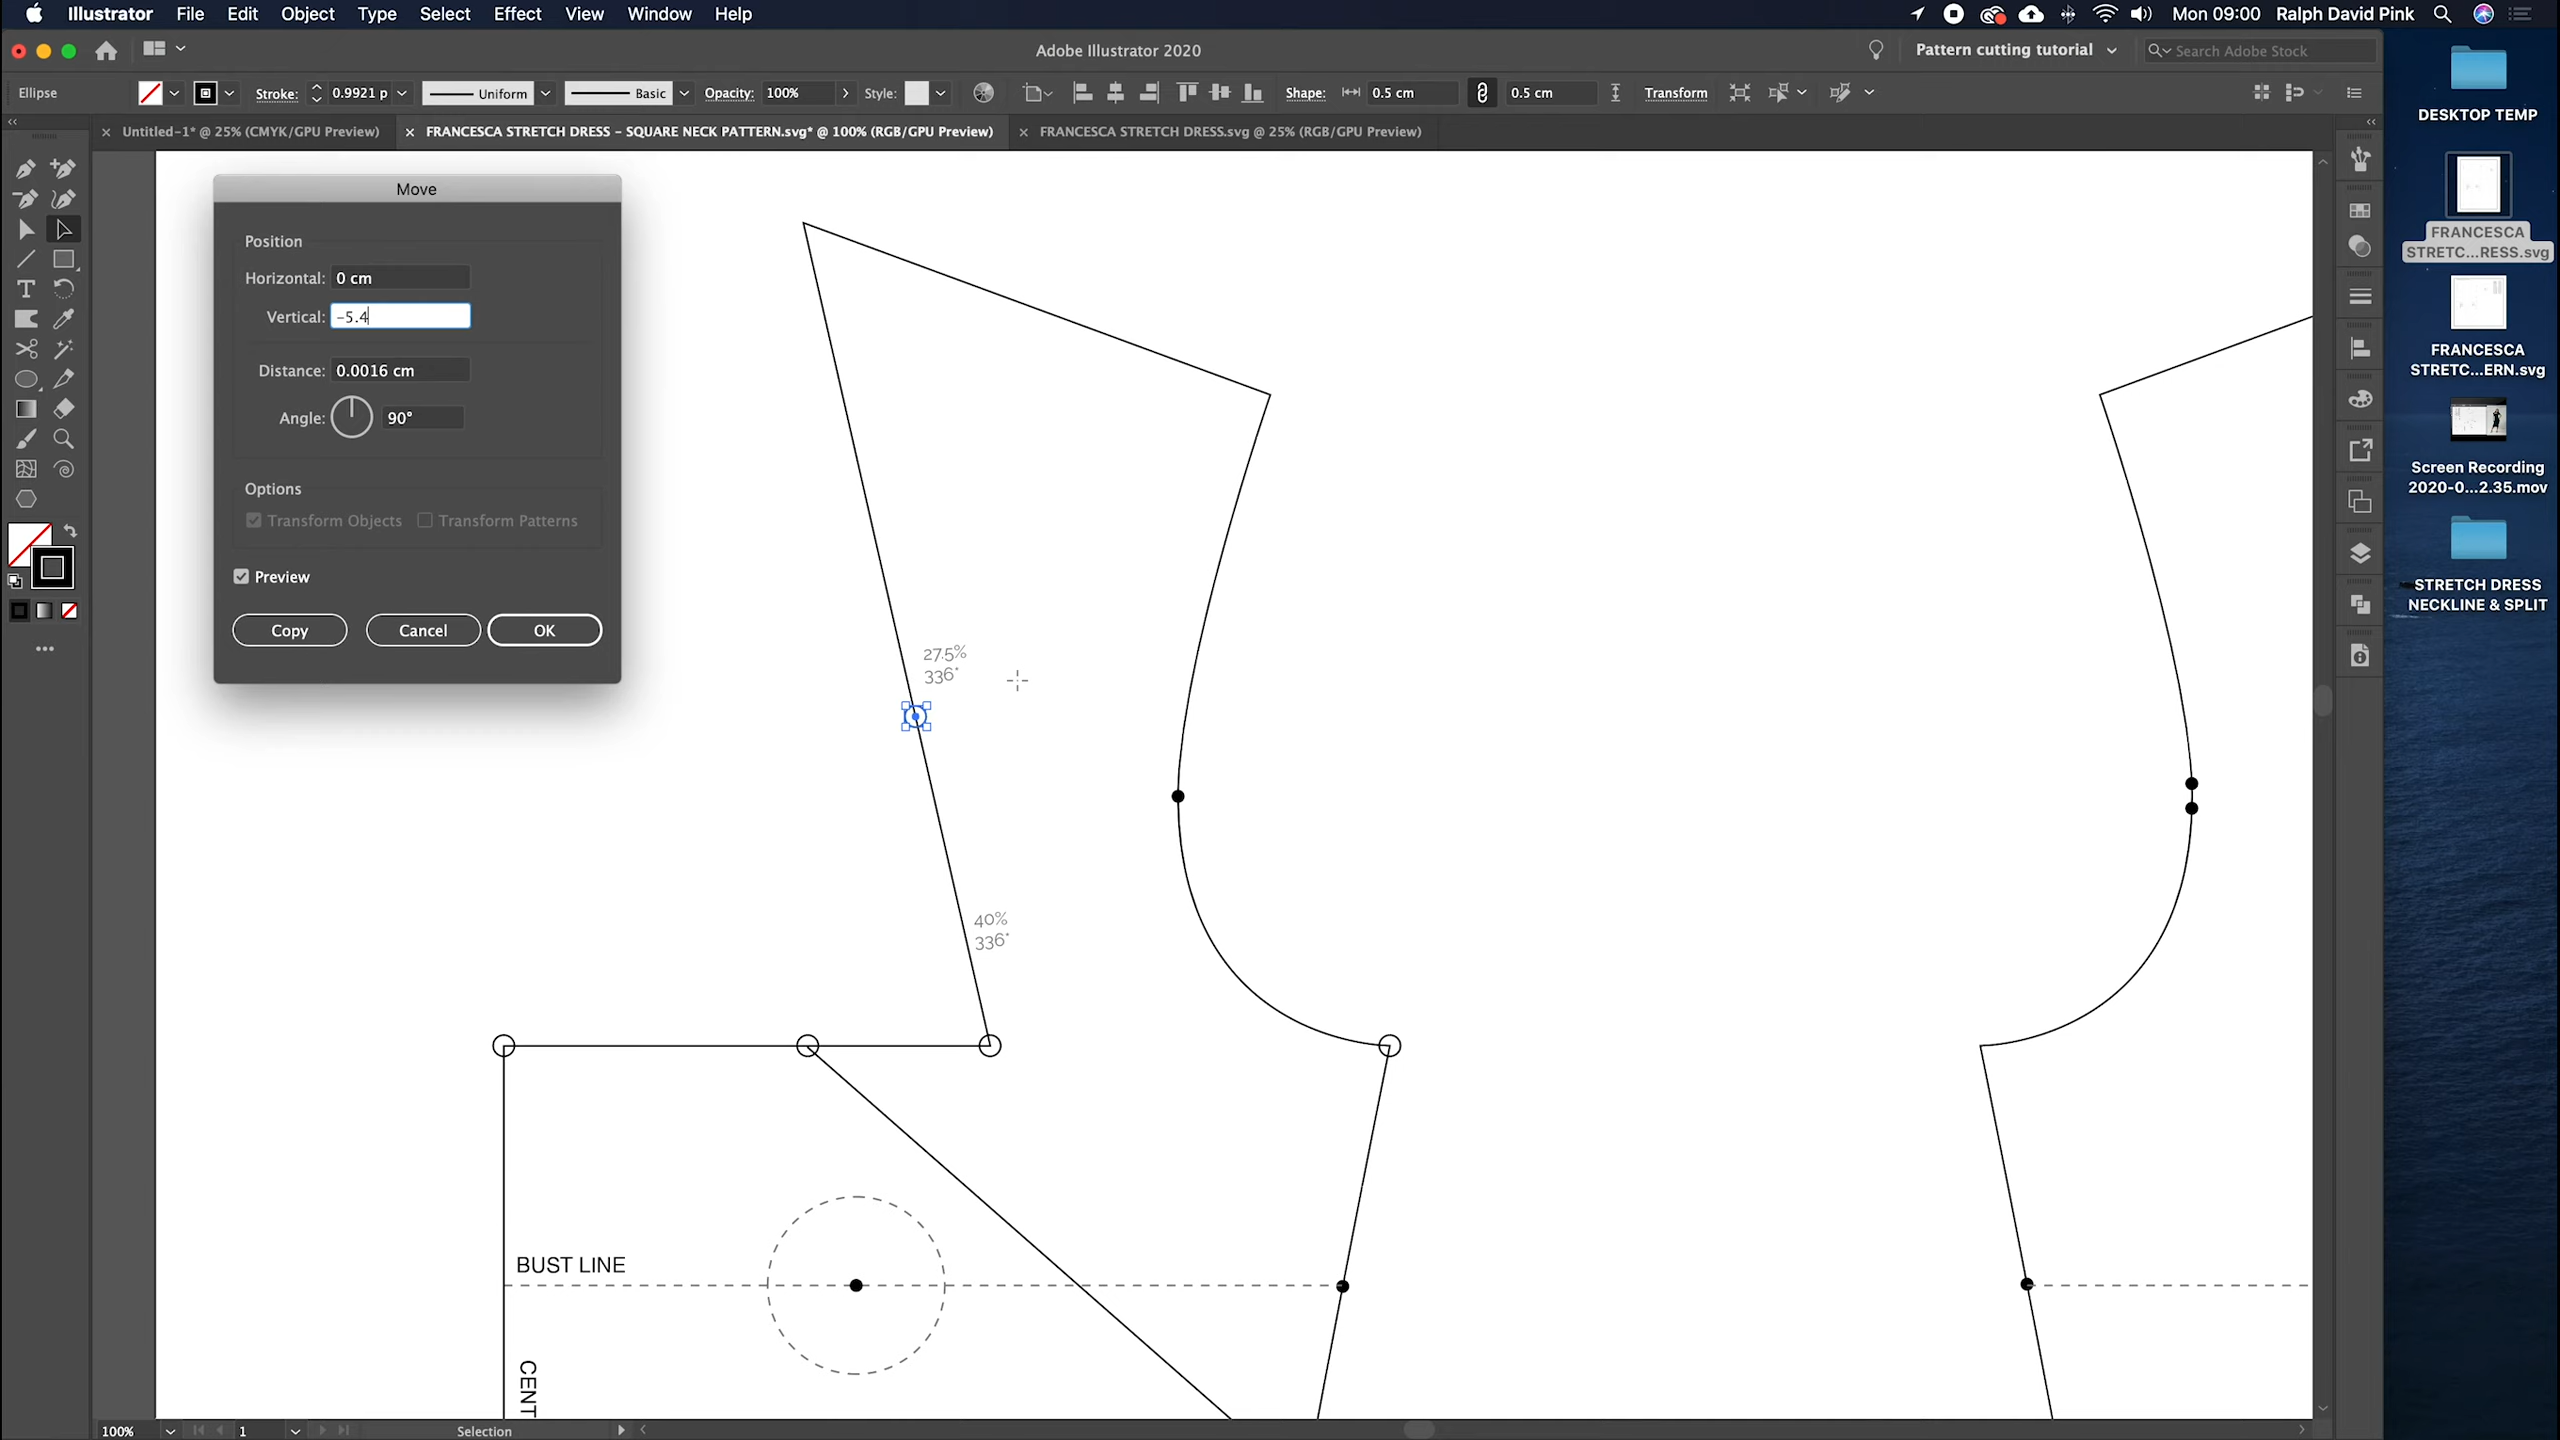 Illustrator File Edit Object Type Select Effect View Window Help
Mon 09:00 Ralph David Pink
Adobe Illustrator 2020
Pattern cutting tutorial
Search Adobe Stock
Ellipse
Stroke: 0.9921 p
Uniform
Basic
Opacity: 100%
Style:
Shape: 0.5 cm 0.5 cm
Transform
Untitled-1* @ 25% (CMYK/GPU Preview)
FRANCESCA STRETCH DRESS – SQUARE NECK PATTERN.svg* @ 100% (RGB/GPU Preview)
FRANCESCA STRETCH DRESS.svg @ 25% (RGB/GPU Preview)
Move
Position
Horizontal: 0 cm
Vertical: -5.4
Distance: 0.0016 cm
Angle: 90°
Options
Transform Objects Transform Patterns
Preview
Copy Cancel OK
27.5%
336°
40%
336°
BUST LINE
CENT
100%
1
Selection
DESKTOP TEMP
FRANCESCA
STRETC...RESS.svg
FRANCESCA
STRETC...ERN.svg
Screen Recording
2020-0...2.35.mov
STRETCH DRESS
NECKLINE & SPLIT